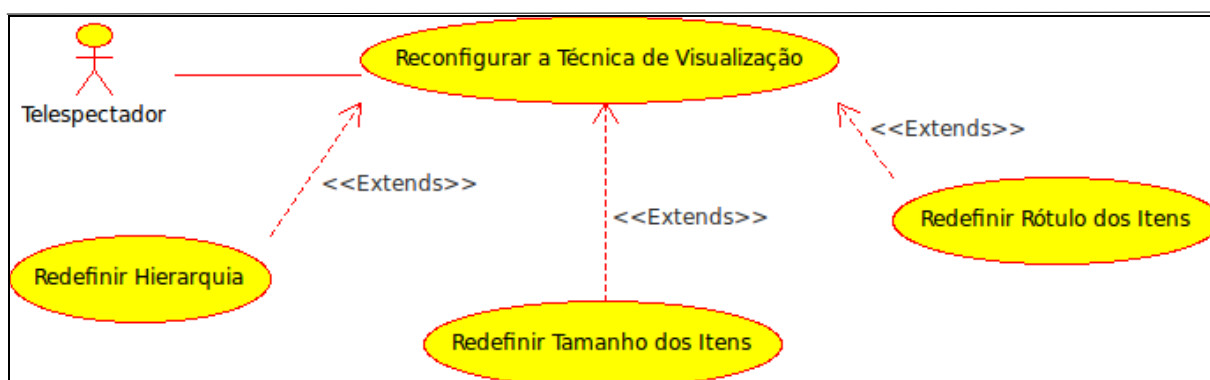 Reconfigurar a Técnica de Visualização
Telespectador
<<Extends>>
<<Extends>>
<<Extends>>
Redefinir Rótulo dos Itens
Redefinir Hierarquia
Redefinir Tamanho dos Itens